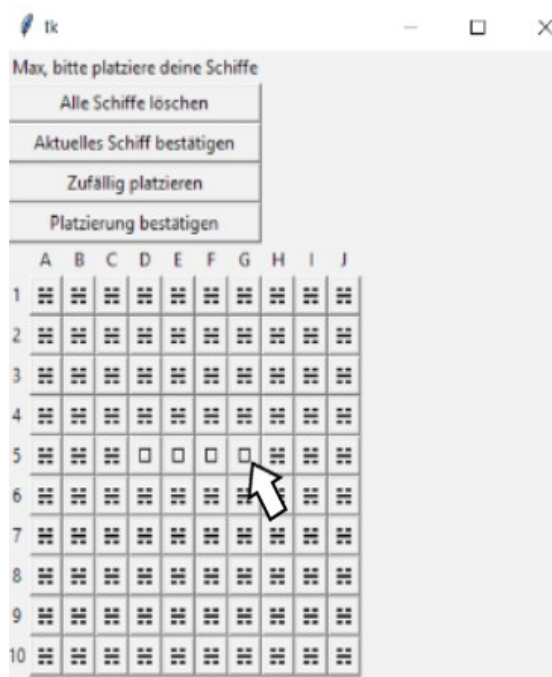 tk
Max, bitte platziere deine Schiffe
Alle Schiffe löschen
Aktuelles Schiff bestätigen
Zufällig platzieren
Platzierung bestätigen
A B C D E F G H I J
1 ☵ ☵ ☵ ☵ ☵ ☵ ☵ ☵ ☵ ☵
2 ☵ ☵ ☵ ☵ ☵ ☵ ☵ ☵ ☵ ☵
3 ☵ ☵ ☵ ☵ ☵ ☵ ☵ ☵ ☵ ☵
4 ☵ ☵ ☵ ☵ ☵ ☵ ☵ ☵ ☵ ☵
5 ☵ ☵ ☵ □ □ □ □ ☵ ☵ ☵
6 ☵ ☵ ☵ ☵ ☵ ☵ ☵ ☵ ☵ ☵
7 ☵ ☵ ☵ ☵ ☵ ☵ ☵ ☵ ☵ ☵
8 ☵ ☵ ☵ ☵ ☵ ☵ ☵ ☵ ☵ ☵
9 ☵ ☵ ☵ ☵ ☵ ☵ ☵ ☵ ☵ ☵
10 ☵ ☵ ☵ ☵ ☵ ☵ ☵ ☵ ☵ ☵